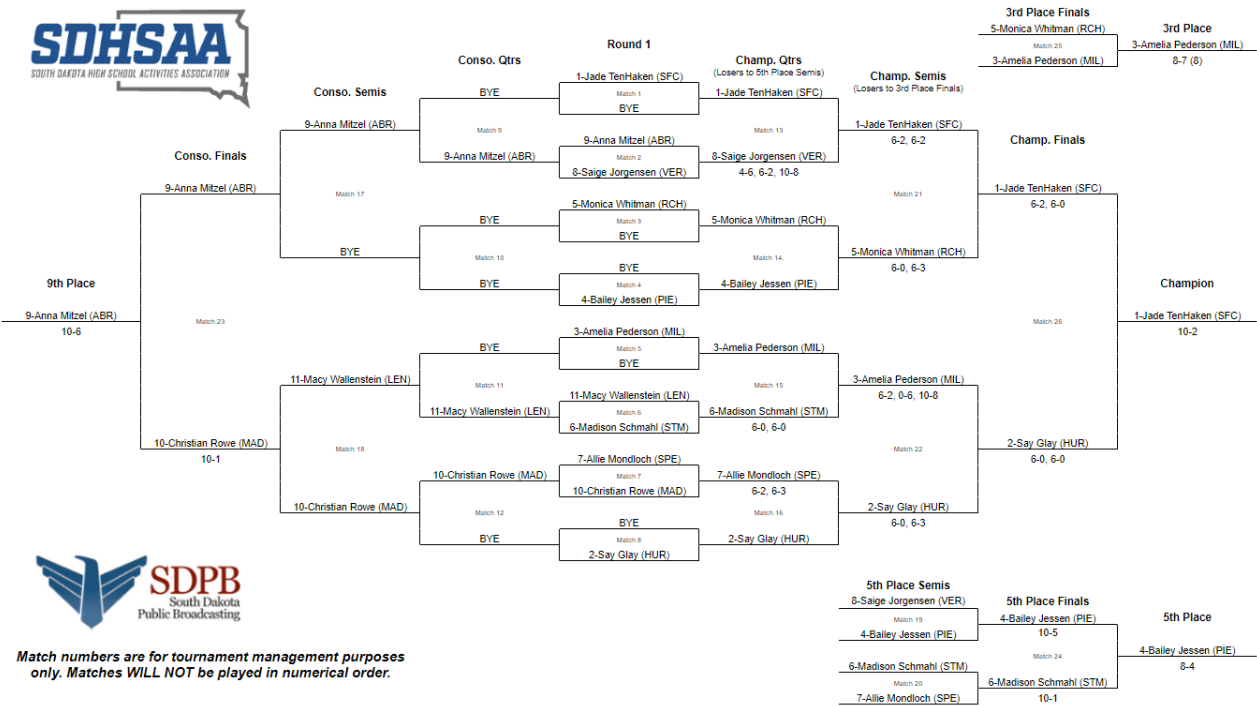 SDHSAA
SOUTH DAKOTA HIGH SCHOOL ACTIVITIES ASSOCIATION
9th Place
9-Anna Mitzel (ABR)
10-6
Conso. Finals
9-Anna Mitzel (ABR)
Match 23
10-Christian Rowe (MAD)
10-1
Conso. Semis
9-Anna Mitzel (ABR)
Match 17
BYE
11-Macy Wallenstein (LEN)
Match 18
10-Christian Rowe (MAD)
Conso. Qtrs
BYE
Match 9
9-Anna Mitzel (ABR)
BYE
Match 10
BYE
BYE
Match 11
11-Macy Wallenstein (LEN)
10-Christian Rowe (MAD)
Match 12
BYE
Round 1
1-Jade TenHaken (SFC)
Match 1
BYE
9-Anna Mitzel (ABR)
Match 2
8-Saige Jorgensen (VER)
5-Monica Whitman (RCH)
Match 3
BYE
BYE
Match 4
4-Bailey Jessen (PIE)
3-Amelia Pederson (MIL)
Match 5
BYE
11-Macy Wallenstein (LEN)
Match 6
6-Madison Schmahl (STM)
7-Allie Mondloch (SPE)
Match 7
10-Christian Rowe (MAD)
BYE
Match 8
2-Say Glay (HUR)
Champ. Qtrs
(Losers to 5th Place Semis)
1-Jade TenHaken (SFC)
Match 13
8-Saige Jorgensen (VER)
4-6, 6-2, 10-8
5-Monica Whitman (RCH)
Match 14.
4-Bailey Jessen (PIE)
3-Amelia Pederson (MIL)
Match 15
6-Madison Schmahl (STM)
6-0, 6-0
7-Allie Mondloch (SPE)
6-2, 6-3
Match 16
2-Say Glay (HUR)
Champ. Semis
(Losers to 3rd Place Finals)
1-Jade TenHaken (SFC)
6-2, 6-2
Match 21
5-Monica Whitman (RCH)
6-0, 6-3
3-Amelia Pederson (MIL)
6-2, 0-6, 10-8
Match 22
2-Say Glay (HUR)
6-0, 6-3
Champ. Finals
1-Jade TenHaken (SFC)
6-2, 6-0
Match 26
2-Say Glay (HUR)
6-0, 6-0
Champion
1-Jade TenHaken (SFC)
10-2
3rd Place Finals
5-Monica Whitman (RCH)
Match 25
3-Amelia Pederson (MIL)
3rd Place
3-Amelia Pederson (MIL)
8-7 (8)
5th Place Semis
8-Saige Jorgensen (VER)
Match 19
4-Bailey Jessen (PIE)
6-Madison Schmahl (STM)
Match 20
7-Allie Mondloch (SPE)
5th Place Finals
4-Bailey Jessen (PIE)
10-5
Match 24
6-Madison Schmahl (STM)
10-1
5th Place
4-Bailey Jessen (PIE)
8-4
SDPB
South Dakota
Public Broadcasting
Match numbers are for tournament management purposes
only. Matches WILL NOT be played in numerical order.